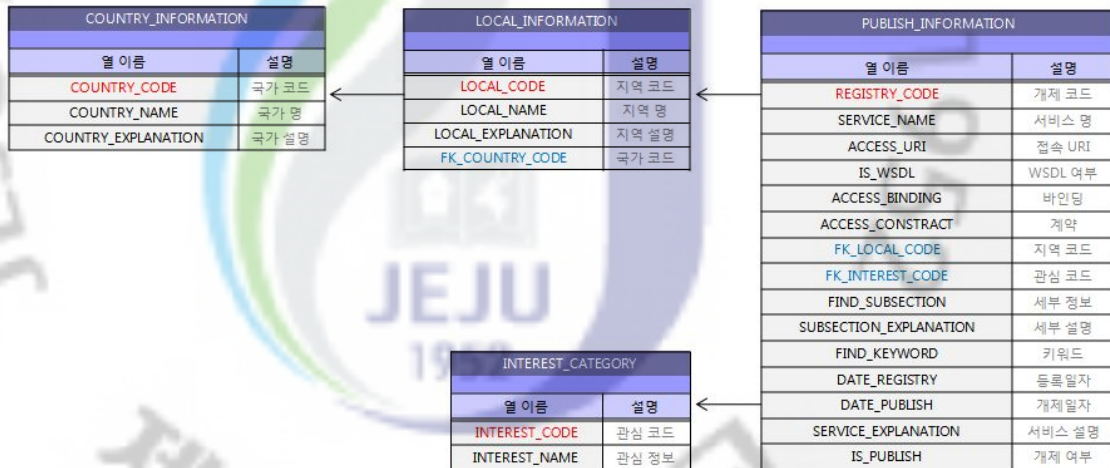 COUNTRY_INFORMATION
열 이름 설명
COUNTRY_CODE 국가 코드
COUNTRY_NAME 국가 명
COUNTRY_EXPLANATION 국가 설명
LOCAL_INFORMATION
열 이름 설명
LOCAL_CODE 지역 코드
LOCAL_NAME 지역 명
LOCAL_EXPLANATION 지역 설명
FK_COUNTRY_CODE 국가 코드
PUBLISH_INFORMATION
열 이름 설명
REGISTRY_CODE 개제 코드
SERVICE_NAME 서비스 명
ACCESS_URI 접속 URI
IS_WSDL WSDL 여부
ACCESS_BINDING 바인딩
ACCESS_CONSTRACT 계약
FK_LOCAL_CODE 지역 코드
FK_INTEREST_CODE 관심 코드
FIND_SUBSECTION 세부 정보
SUBSECTION_EXPLANATION 세부 설명
FIND_KEYWORD 키워드
DATE_REGISTRY 등록일자
DATE_PUBLISH 개제일자
SERVICE_EXPLANATION 서비스 설명
IS_PUBLISH 개제 여부
INTEREST_CATEGORY
열 이름 설명
INTEREST_CODE 관심 코드
INTEREST_NAME 관심 정보
JEJU
1952
1952